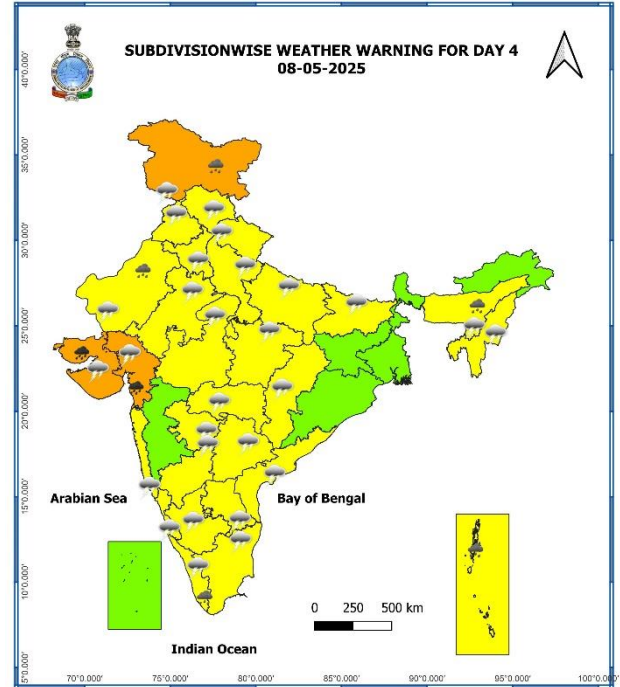 SUBDIVISIONWISE WEATHER WARNING FOR DAY 4
08-05-2025
40°0.000'
35°0.000'
30°0.000'
25°0.000'
20°0.000'
15°0.000'
10°0.000'
5°0.000'
Arabian Sea
Bay of Bengal
0 250 500 km
Indian Ocean
70°0.000' 75°0.000' 80°0.000' 85°0.000' 90°0.000' 95°0.000' 100°0.000'